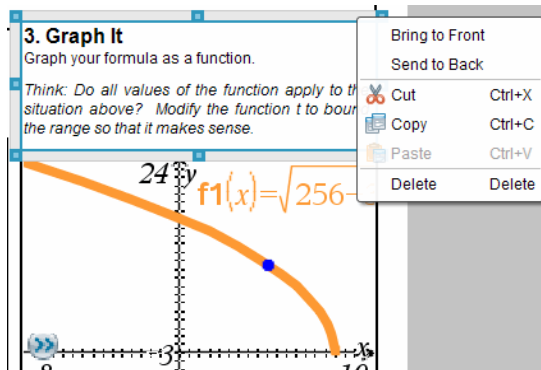 3. Graph It
Graph your formula as a function.
Think: Do all values of the function apply to
situation above? Modify the function t to
the range so that it makes sense.
Bring to Front
Send to Back
Cut Ctrl+X
Copy Ctrl+C
Paste Ctrl+V
Delete Delete
24 y
f1(x)=√256-
-3 x
-8 10